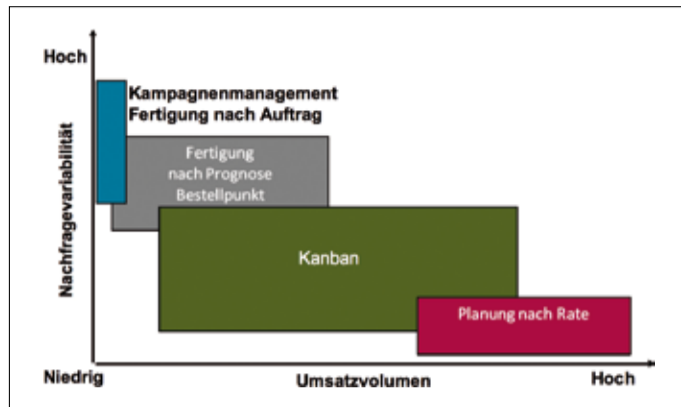 Hoch
Kampagnenmanagement
Fertigung nach Auftrag
Fertigung
nach Prognose
Bestellpunkt
Nachfragevariabilität
Kanban
Planung nach Rate
Niedrig
Umsatzvolumen
Hoch